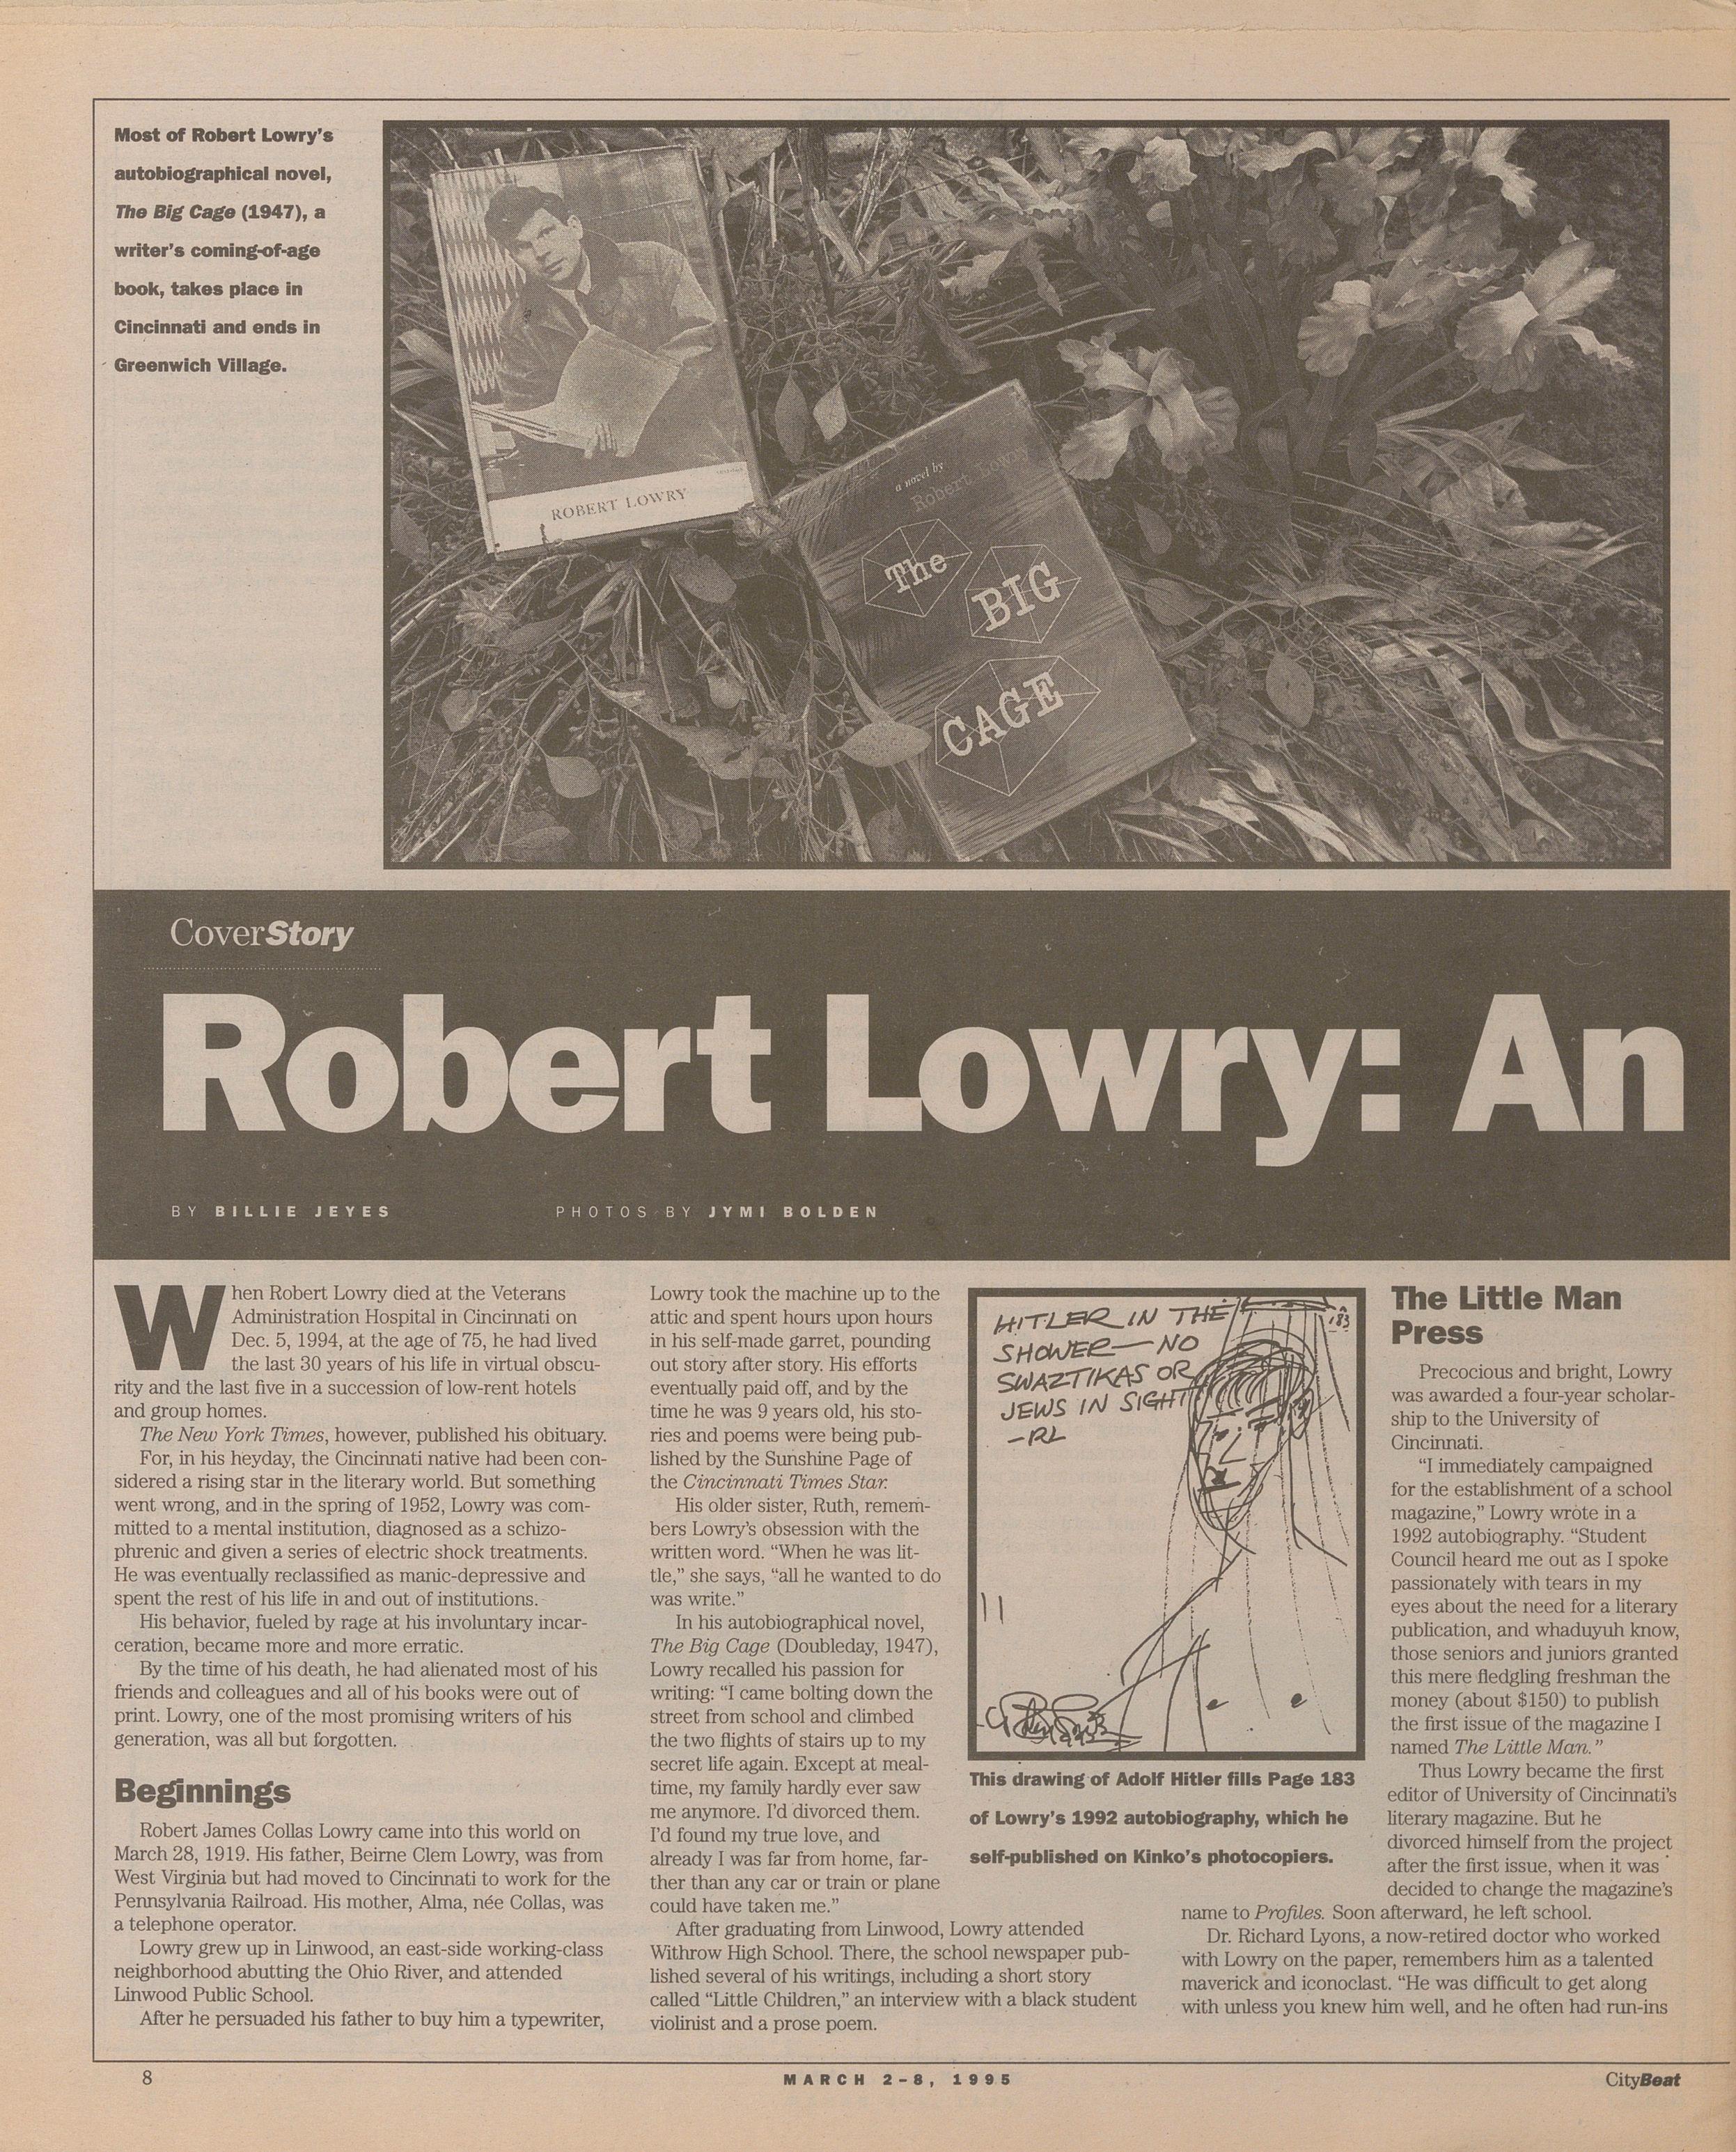 Most of Robert Lowry's
autobiographical novel,
The Big Cage (1947), a
writer's coming-of-age
book, takes place in
Cincinnati and ends in
Greenwich Village.
ROBERT LOWRY
a novel by
Robert Lowry
The
BIG
CAGE
CoverStory
Robert Lowry: An
BY BILLIE JEYES
PHOTOS BY JYMI BOLDEN
When Robert Lowry died at the Veterans
Administration Hospital in Cincinnati on
Dec. 5, 1994, at the age of 75, he had lived
the last 30 years of his life in virtual obscu-
rity and the last five in a succession of low-rent hotels
and group homes.
The New York Times, however, published his obituary.
For, in his heyday, the Cincinnati native had been con-
sidered a rising star in the literary world. But something
went wrong, and in the spring of 1952, Lowry was com-
mitted to a mental institution, diagnosed as a schizo-
phrenic and given a series of electric shock treatments.
He was eventually reclassified as manic-depressive and
spent the rest of his life in and out of institutions.
His behavior, fueled by rage at his involuntary incar-
ceration, became more and more erratic.
By the time of his death, he had alienated most of his
friends and colleagues and all of his books were out of
print. Lowry, one of the most promising writers of his
generation, was all but forgotten.
Beginnings
Robert James Collas Lowry came into this world on
March 28, 1919. His father, Beirne Clem Lowry, was from
West Virginia but had moved to Cincinnati to work for the
Pennsylvania Railroad. His mother, Alma, née Collas, was
a telephone operator.
Lowry grew up in Linwood, an east-side working-class
neighborhood abutting the Ohio River, and attended
Linwood Public School.
After he persuaded his father to buy him a typewriter,
Lowry took the machine up to the
attic and spent hours upon hours
in his self-made garret, pounding
out story after story. His efforts
eventually paid off, and by the
time he was 9 years old, his sto-
ries and poems were being pub-
lished by the Sunshine Page of
the Cincinnati Times Star.
His older sister, Ruth, remem-
bers Lowry's obsession with the
written word. "When he was lit-
tle," she says, "all he wanted to do
was write."
In his autobiographical novel,
The Big Cage (Doubleday, 1947),
Lowry recalled his passion for
writing: "I came bolting down the
street from school and climbed
the two flights of stairs up to my
secret life again. Except at meal-
time, my family hardly ever saw
me anymore. I'd divorced them.
I'd found my true love, and
already I was far from home, far-
ther than any car or train or plane
could have taken me."
After graduating from Linwood, Lowry attended
Withrow High School. There, the school newspaper pub-
lished several of his writings, including a short story
called "Little Children," an interview with a black student
violinist and a prose poem.
HITLER IN THE
SHOWER—NO
SWAZTIKAS OR
JEWS IN SIGHT
—RL
183
This drawing of Adolf Hitler fills Page 183
of Lowry's 1992 autobiography, which he
self-published on Kinko's photocopiers.
The Little Man
Press
Precocious and bright, Lowry
was awarded a four-year scholar-
ship to the University of
Cincinnati.
"I immediately campaigned
for the establishment of a school
magazine," Lowry wrote in a
1992 autobiography. "Student
Council heard me out as I spoke
passionately with tears in my
eyes about the need for a literary
publication, and whaduyuh know,
those seniors and juniors granted
this mere fledgling freshman the
money (about $150) to publish
the first issue of the magazine I
named The Little Man."
Thus Lowry became the first
editor of University of Cincinnati's
literary magazine. But he
divorced himself from the project
after the first issue, when it was
decided to change the magazine's
name to Profiles. Soon afterward, he left school.
Dr. Richard Lyons, a now-retired doctor who worked
with Lowry on the paper, remembers him as a talented
maverick and iconoclast. "He was difficult to get along
with unless you knew him well, and he often had run-ins
8
MARCH 2–8, 1995
CityBeat